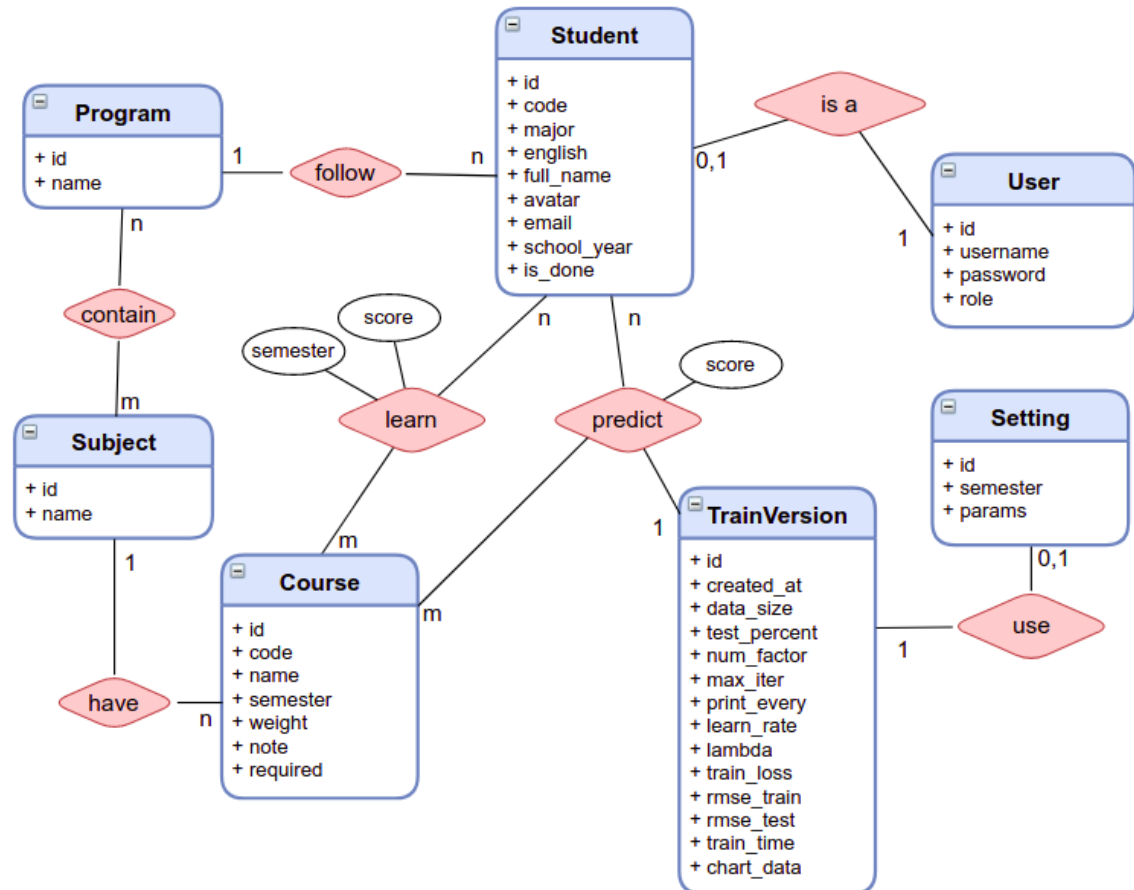 Student
+ id
+ code
+ major
+ english
+ full_name
+ avatar
+ email
+ school_year
+ is_done
Program
+ id
+ name
1
follow
n
is a
0,1
1
User
+ id
+ username
+ password
+ role
n
contain
m
Subject
+ id
+ name
semester
score
learn
n
m
n
score
predict
m
1
Setting
+ id
+ semester
+ params
0,1
use
1
TrainVersion
+ id
+ created_at
+ data_size
+ test_percent
+ num_factor
+ max_iter
+ print_every
+ learn_rate
+ lambda
+ train_loss
+ rmse_train
+ rmse_test
+ train_time
+ chart_data
1
have
n
Course
+ id
+ code
+ name
+ semester
+ weight
+ note
+ required